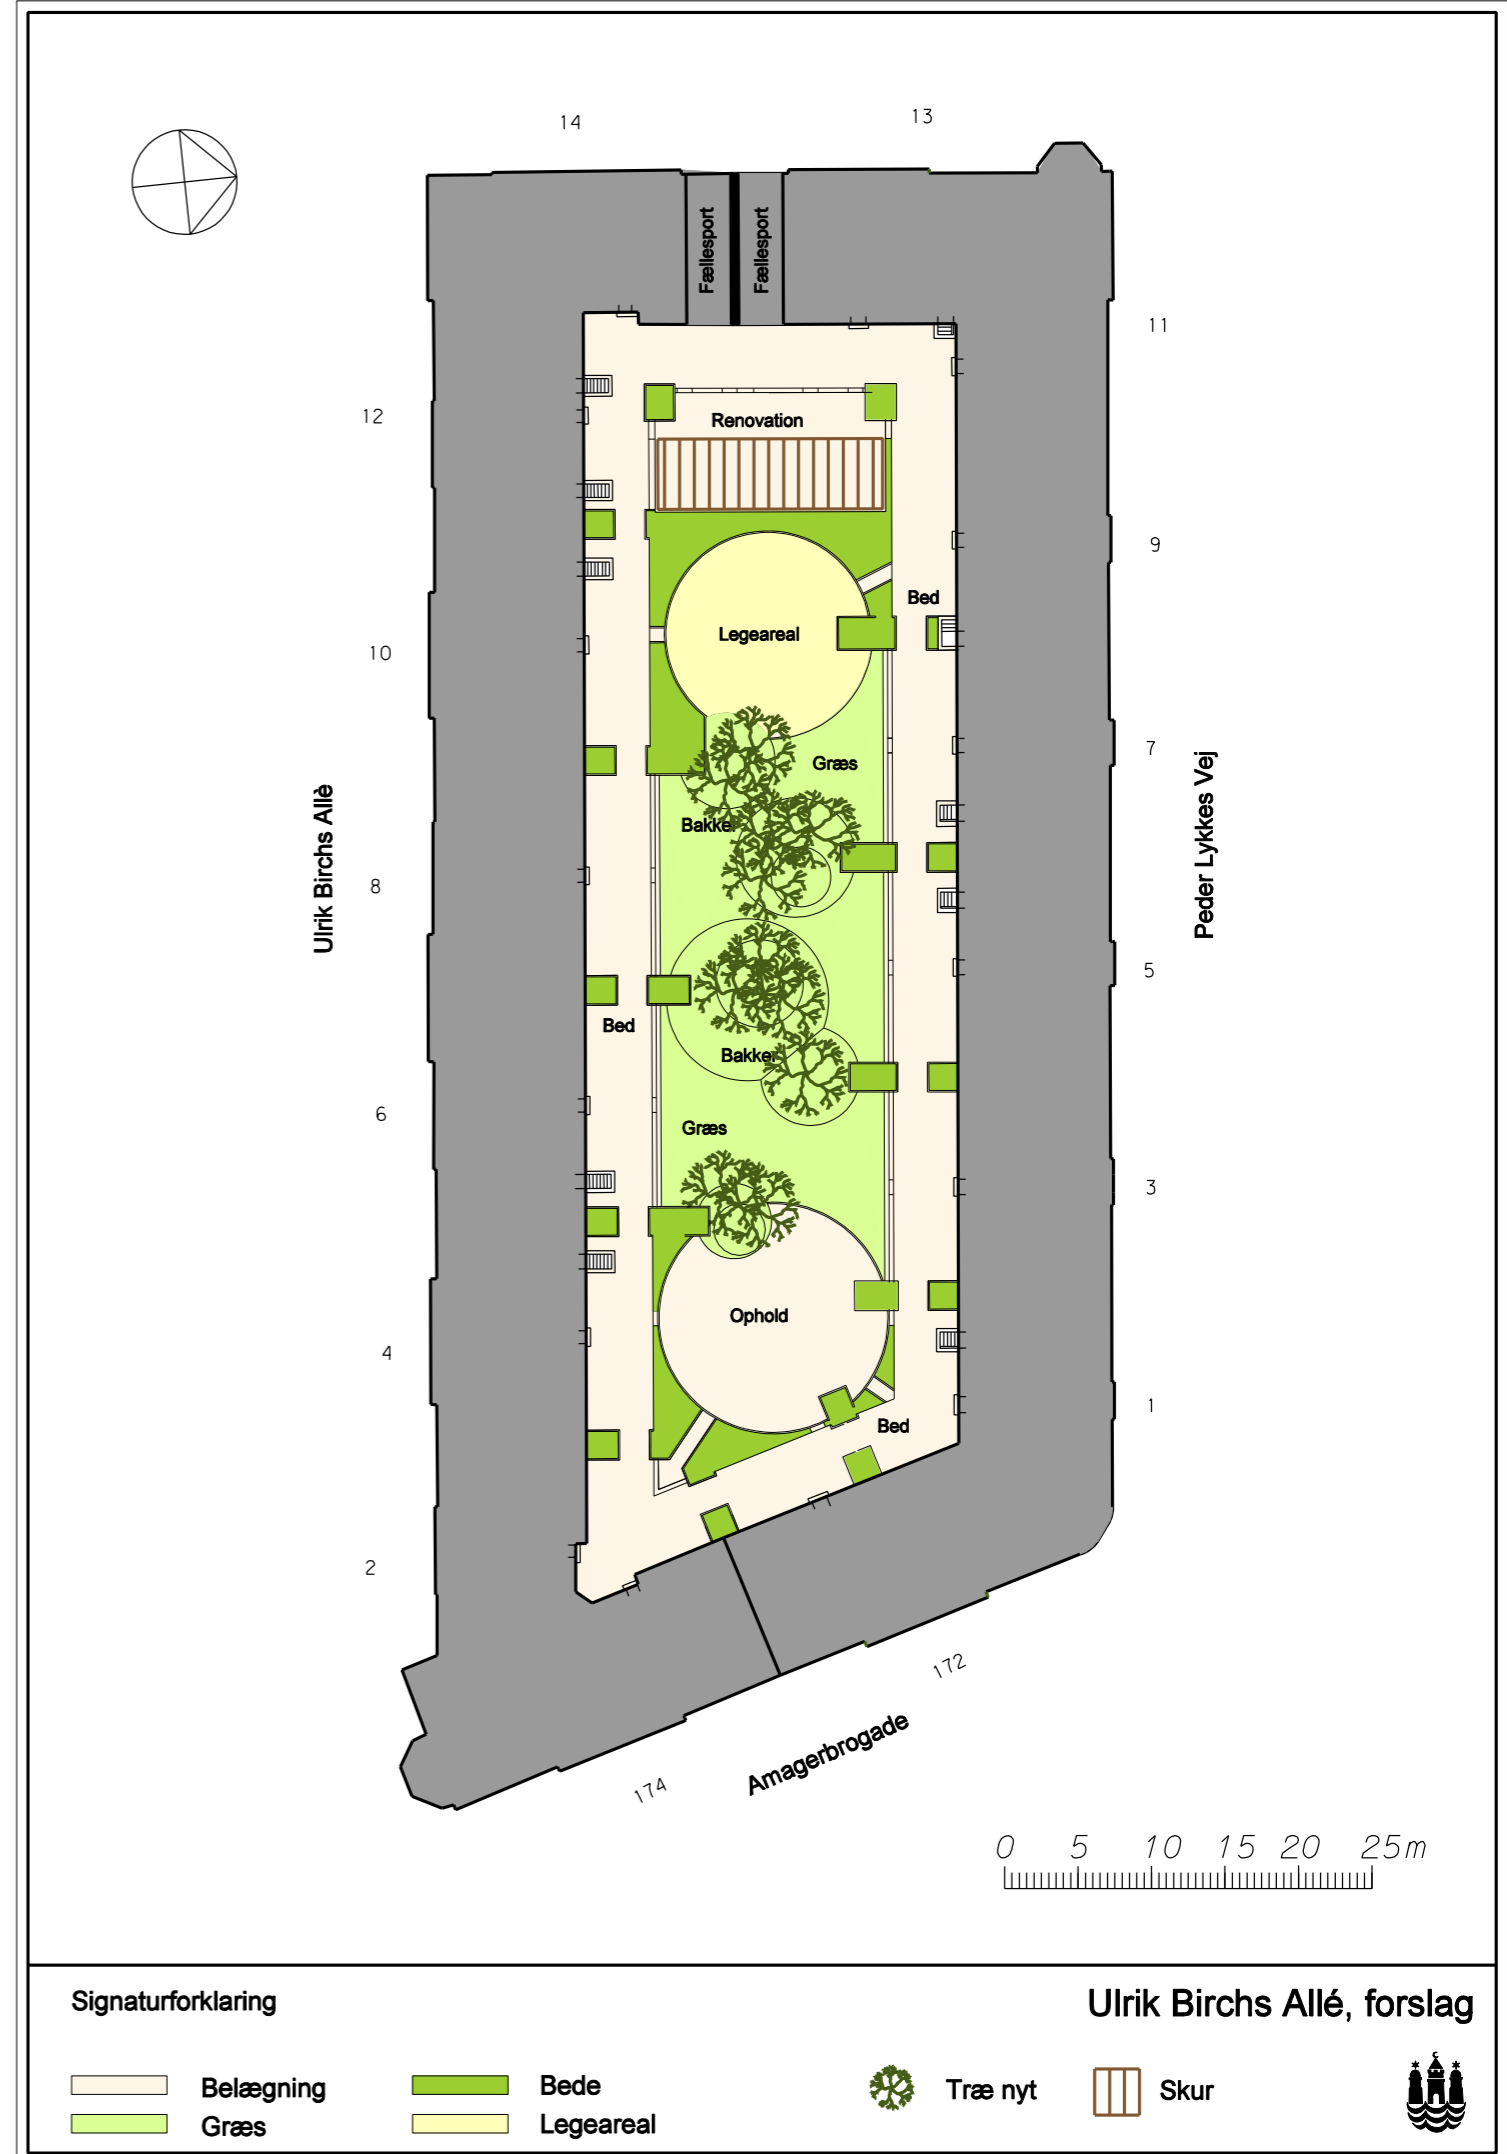 14
13
Fællesport
Fællesport
11
12
Renovation
9
Bed
Legeareal
10
7
Græs
Ulrik Birchs Allè
Peder Lykkes Vej
Bakker
8
5
Bed
Bakker
6
Græs
3
Ophold
4
1
Bed
2
172
Amagerbrogade
174
0 5 10 15 20 25m
Signaturforklaring
Ulrik Birchs Allé, forslag
Belægning
Bede
Træ nyt
Skur
Græs
Legeareal